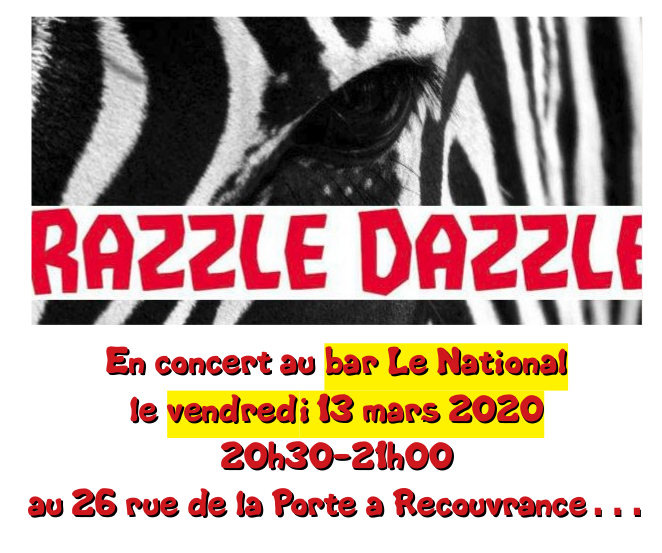 RAZZLE DAZZLE
En concert au bar Le National
le vendredi 13 mars 2020
20h30-21h00
au 26 rue de la Porte a Recouvrance...